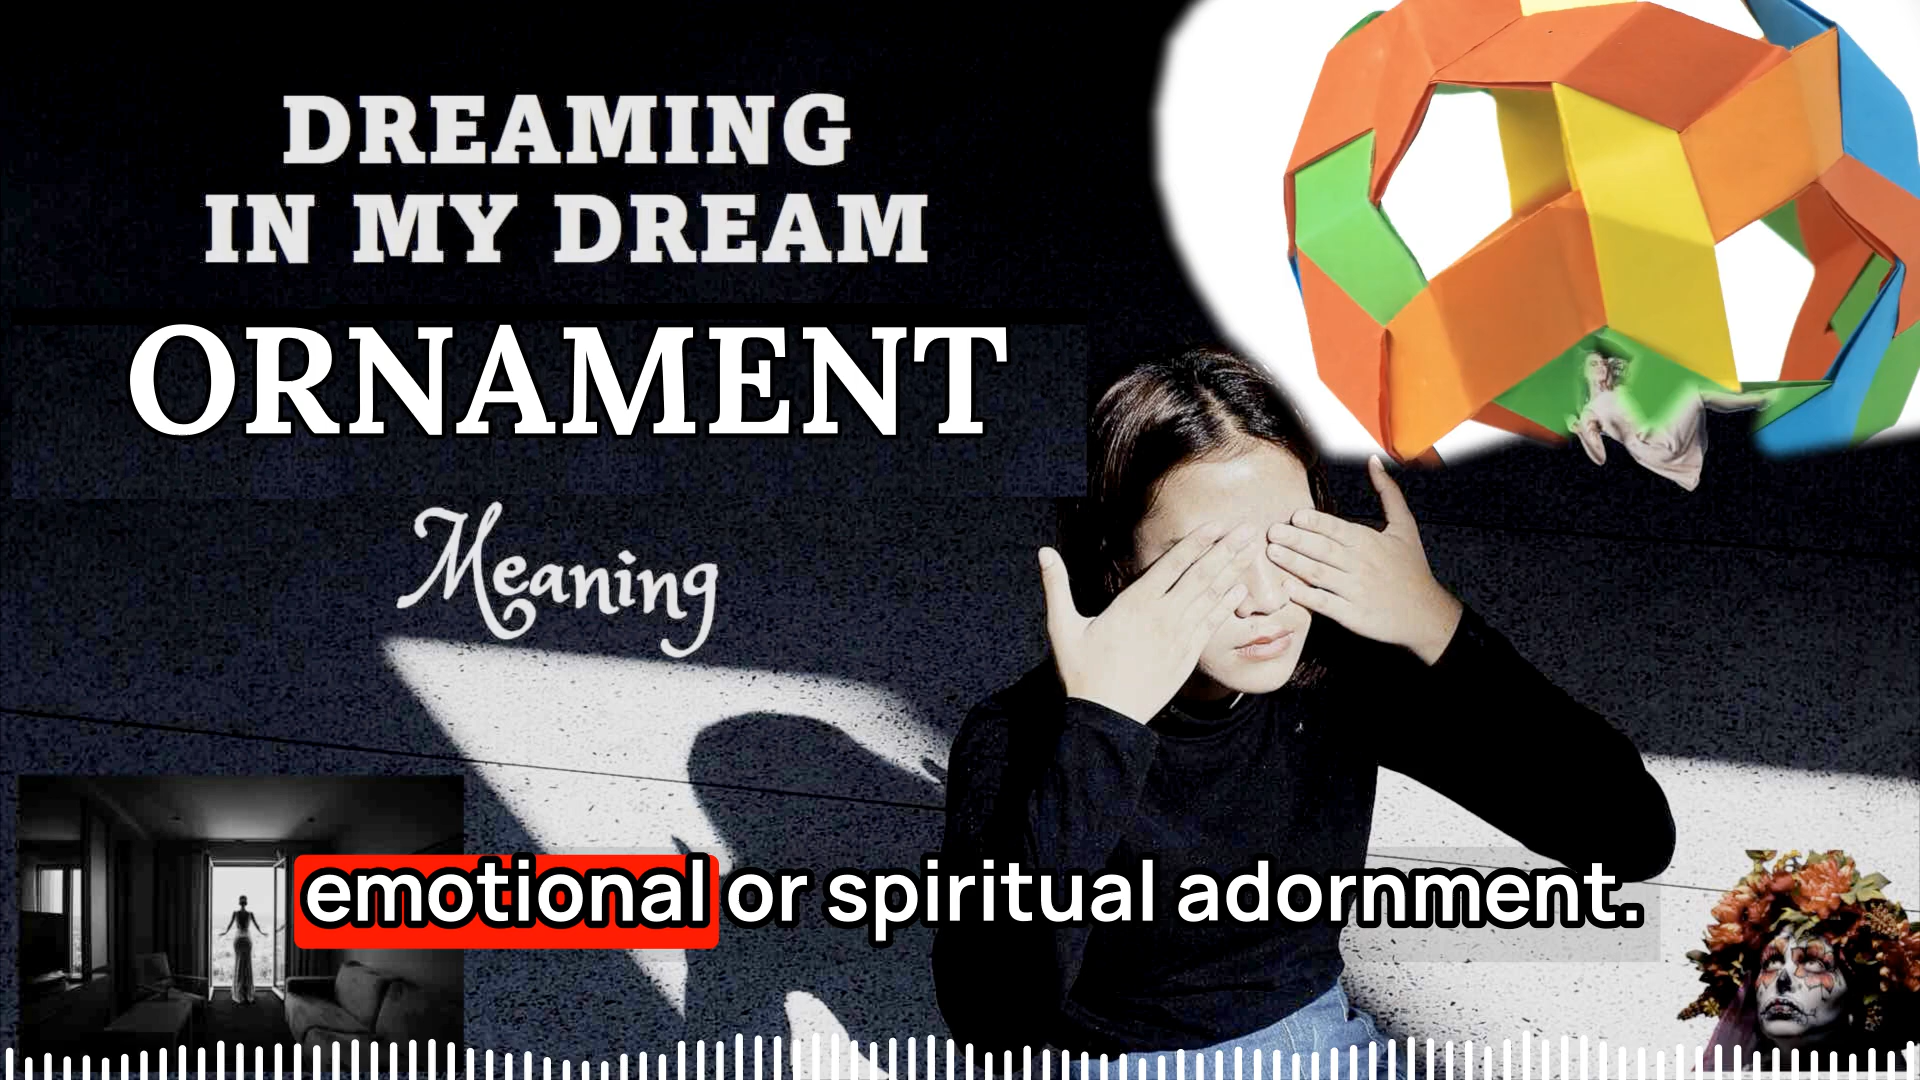 DREAMING
IN MY DREAM
ORNAMENT
Meaning
emotional or spiritual adornment.